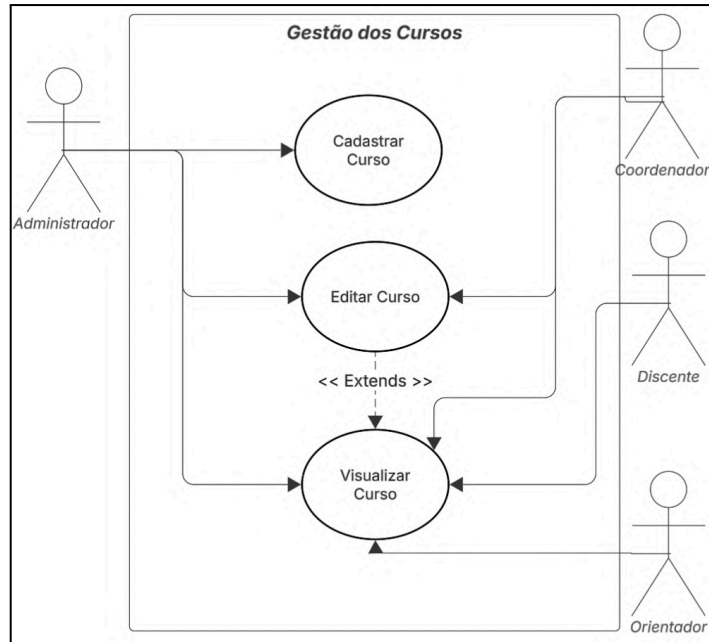 Gestão dos Cursos
Cadastrar
Curso
Coordenador
Administrador
Editar Curso
<< Extends >>
Discente
Visualizar
Curso
Orientador